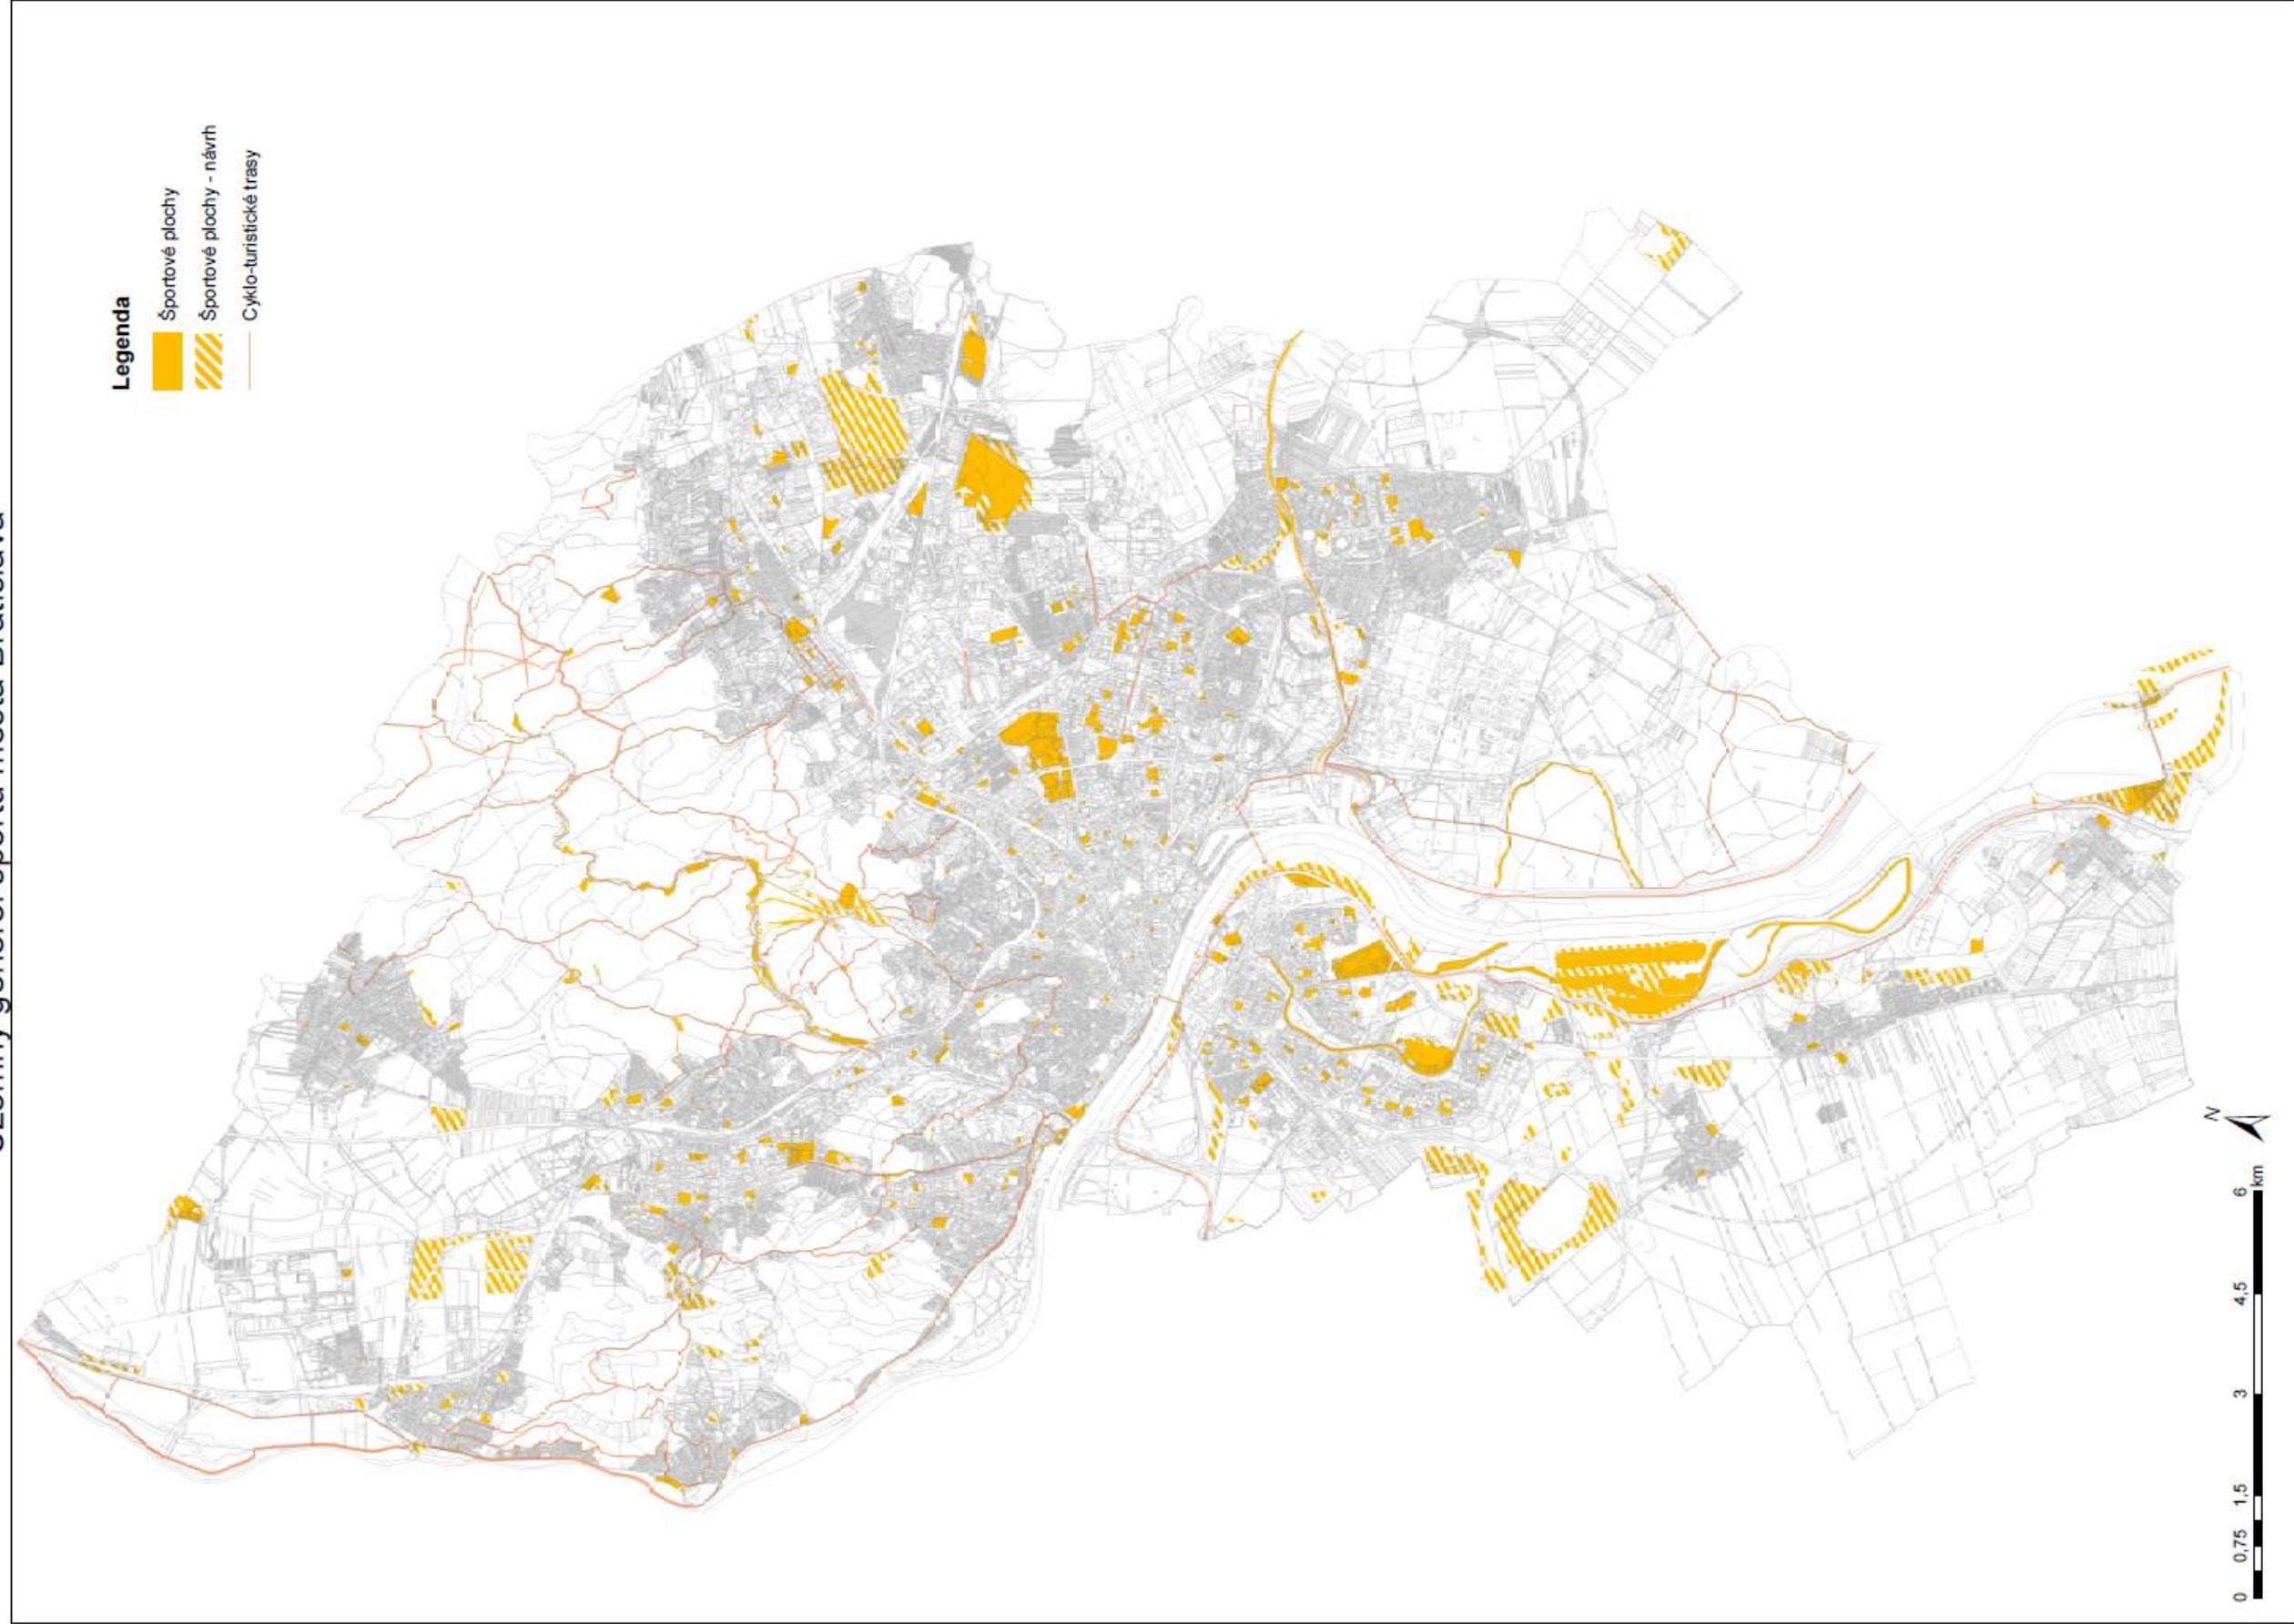 Legenda
Športové plochy
Športové plochy - návrh
Cyklo-turistické trasy
N
0 0,75 1,5 3 4,5 6
km